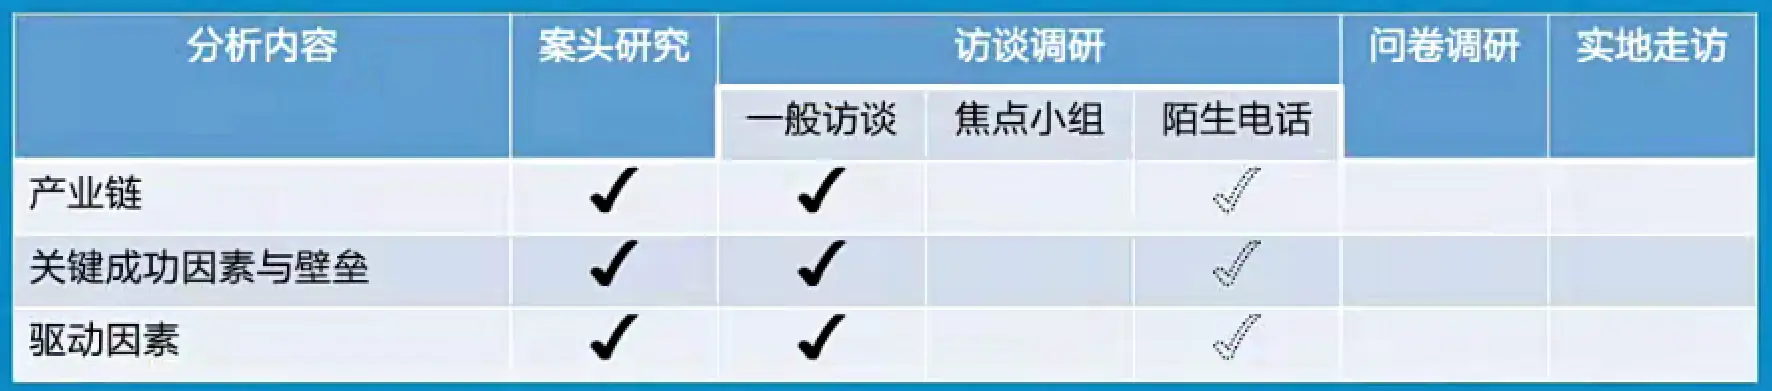 分析内容 案头研究 访谈调研 问卷调研 实地走访
一般访谈 焦点小组 陌生电话
产业链 ✓ ✓ ✓
关键成功因素与壁垒 ✓ ✓ ✓
驱动因素 ✓ ✓ ✓